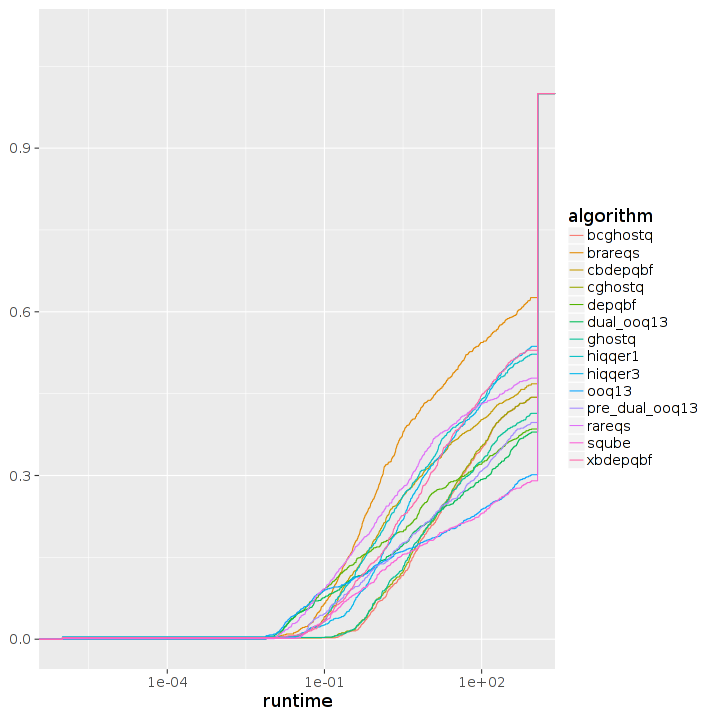 0.9
0.6
0.3
0.0
1e-04
1e-01
1e+02
runtime
algorithm
bcghostq
brareqs
cbdepqbf
cghostq
depqbf
dual_ooq13
ghostq
hiqqer1
hiqqer3
ooq13
pre_dual_ooq13
rareqs
sqube
xbdepqbf